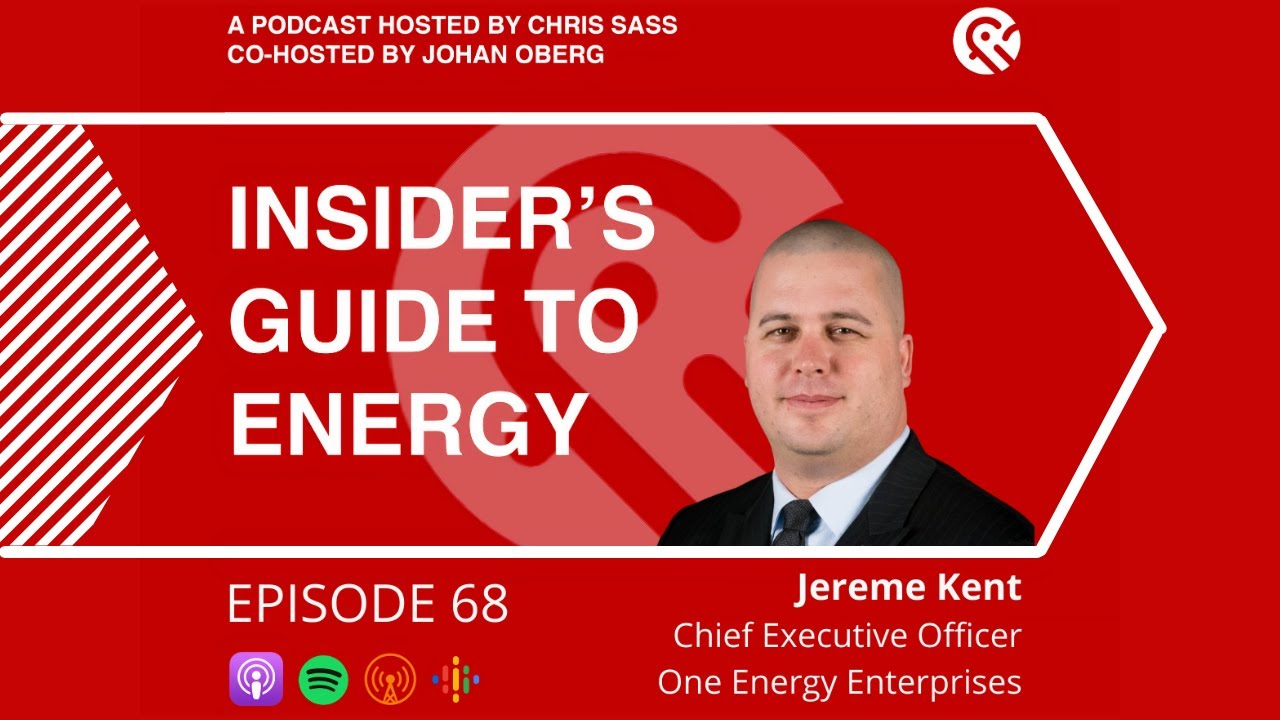 A PODCAST HOSTED BY CHRIS SASS
CO-HOSTED BY JOHAN OBERG
INSIDER’S
GUIDE TO
ENERGY
EPISODE 68
Jereme Kent
Chief Executive Officer
One Energy Enterprises